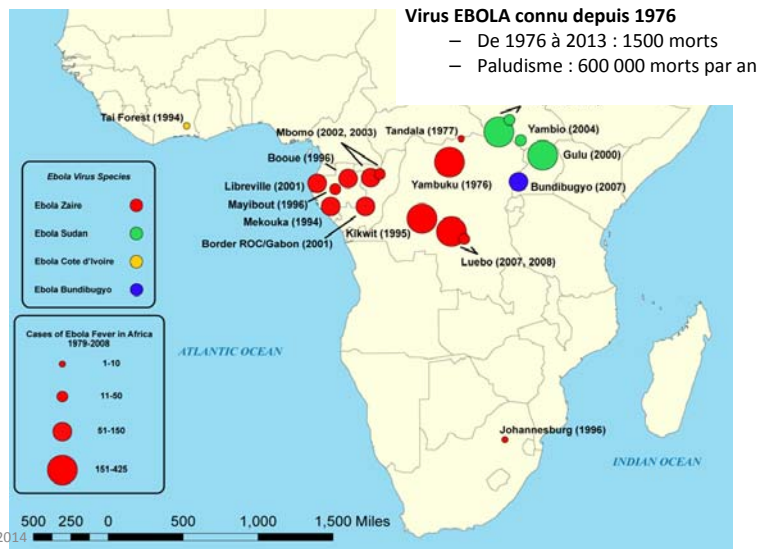 Virus EBOLA connu depuis 1976
– De 1976 à 2013 : 1500 morts
– Paludisme : 600 000 morts par an
Tai Forest (1994)
Mbomo (2002, 2003)
Tandala (1977)
Yambio (2004)
Booue (1996)
Gulu (2000)
Libreville (2001)
Yambuku (1976)
Bundibugyo (2007)
Mayibout (1996)
Mekouka (1994)
Kikwit (1995)
Border ROC/Gabon (2001)
Luebo (2007, 2008)
Ebola Virus Species
Ebola Zaire
Ebola Sudan
Ebola Cote d'Ivoire
Ebola Bundibugyo
Cases of Ebola Fever in Africa
1979-2008
1-10
11-50
51-150
151-425
ATLANTIC OCEAN
Johannesburg (1996)
INDIAN OCEAN
2014
500 250 0 500 1,000 1,500 Miles